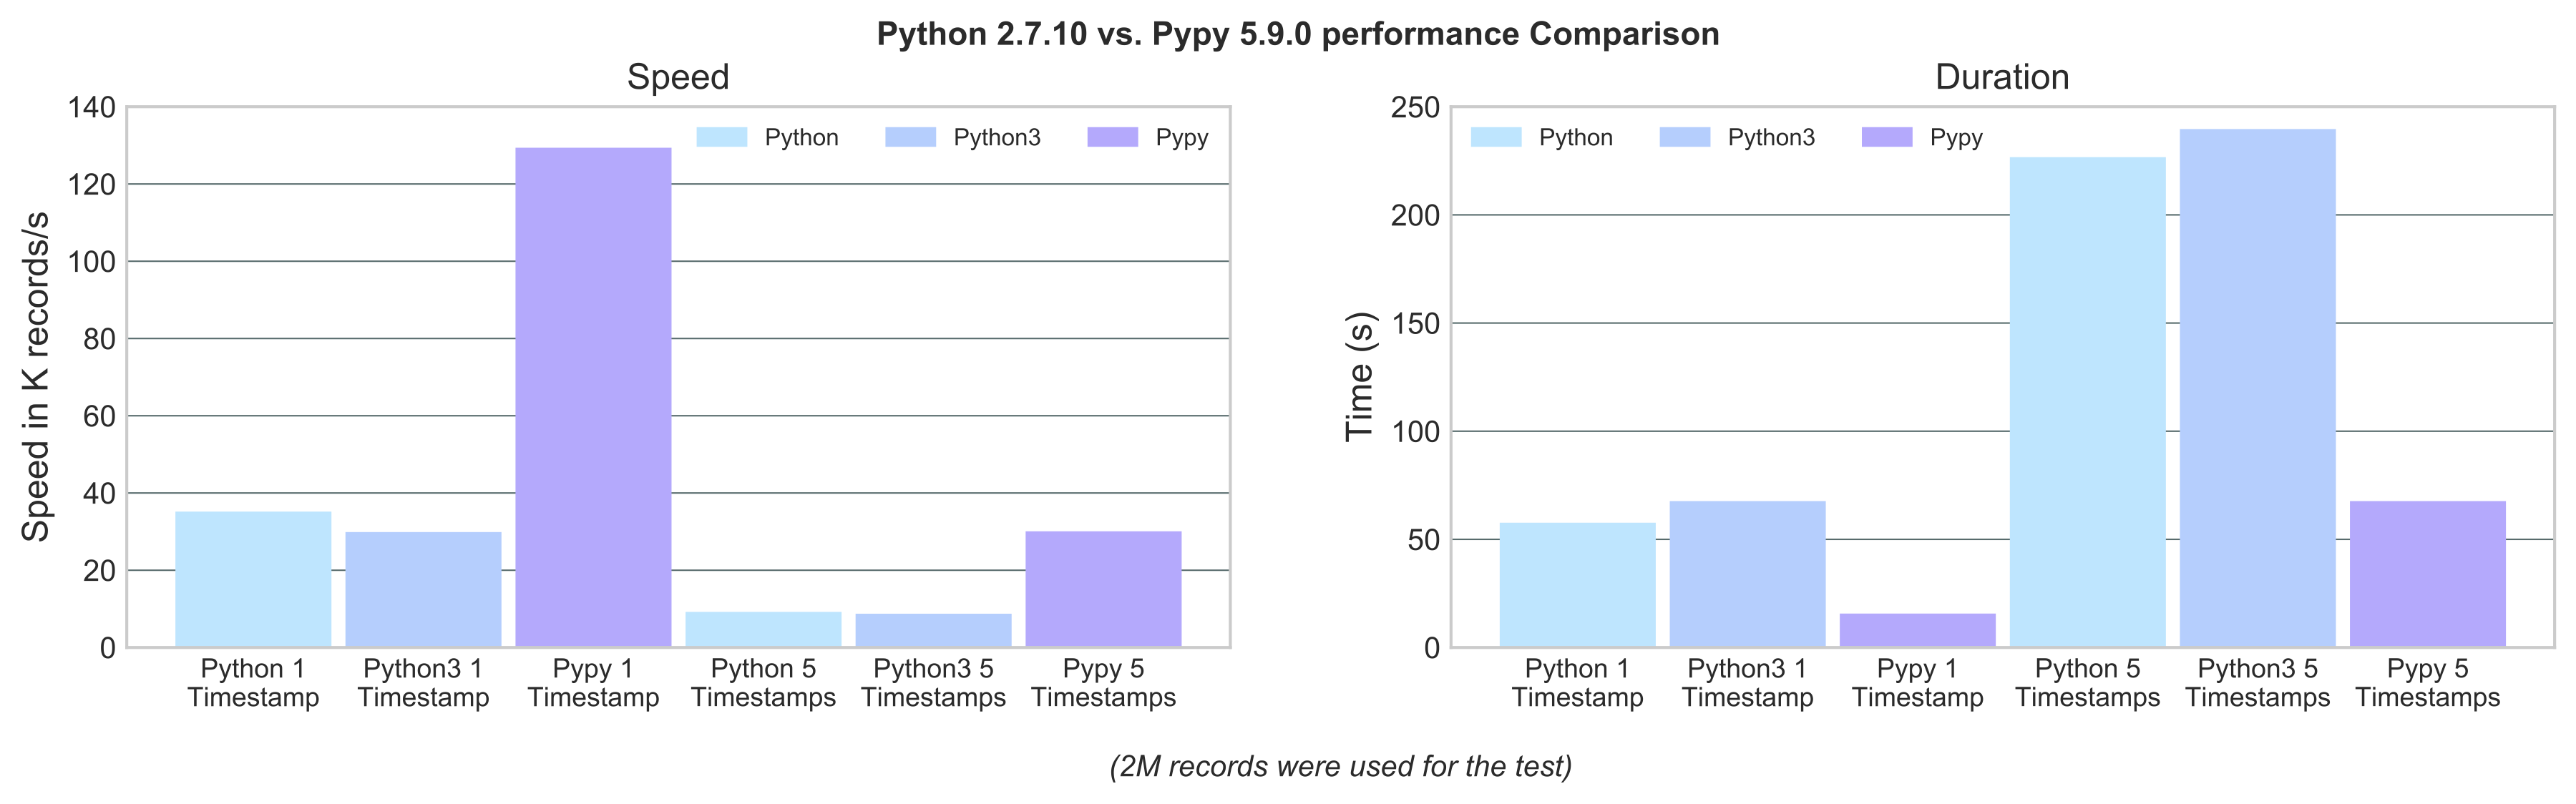 Python 2.7.10 vs. Pypy 5.9.0 performance Comparison
Speed
Speed in K records/s
140
120
100
80
60
40
20
0
Python
Python3
Pypy
Python 1
Timestamp
Python3 1
Timestamp
Pypy 1
Timestamp
Python 5
Timestamps
Python3 5
Timestamps
Pypy 5
Timestamps
Duration
Time (s)
250
200
150
100
50
0
Python
Python3
Pypy
Python 1
Timestamp
Python3 1
Timestamp
Pypy 1
Timestamp
Python 5
Timestamps
Python3 5
Timestamps
Pypy 5
Timestamps
(2M records were used for the test)